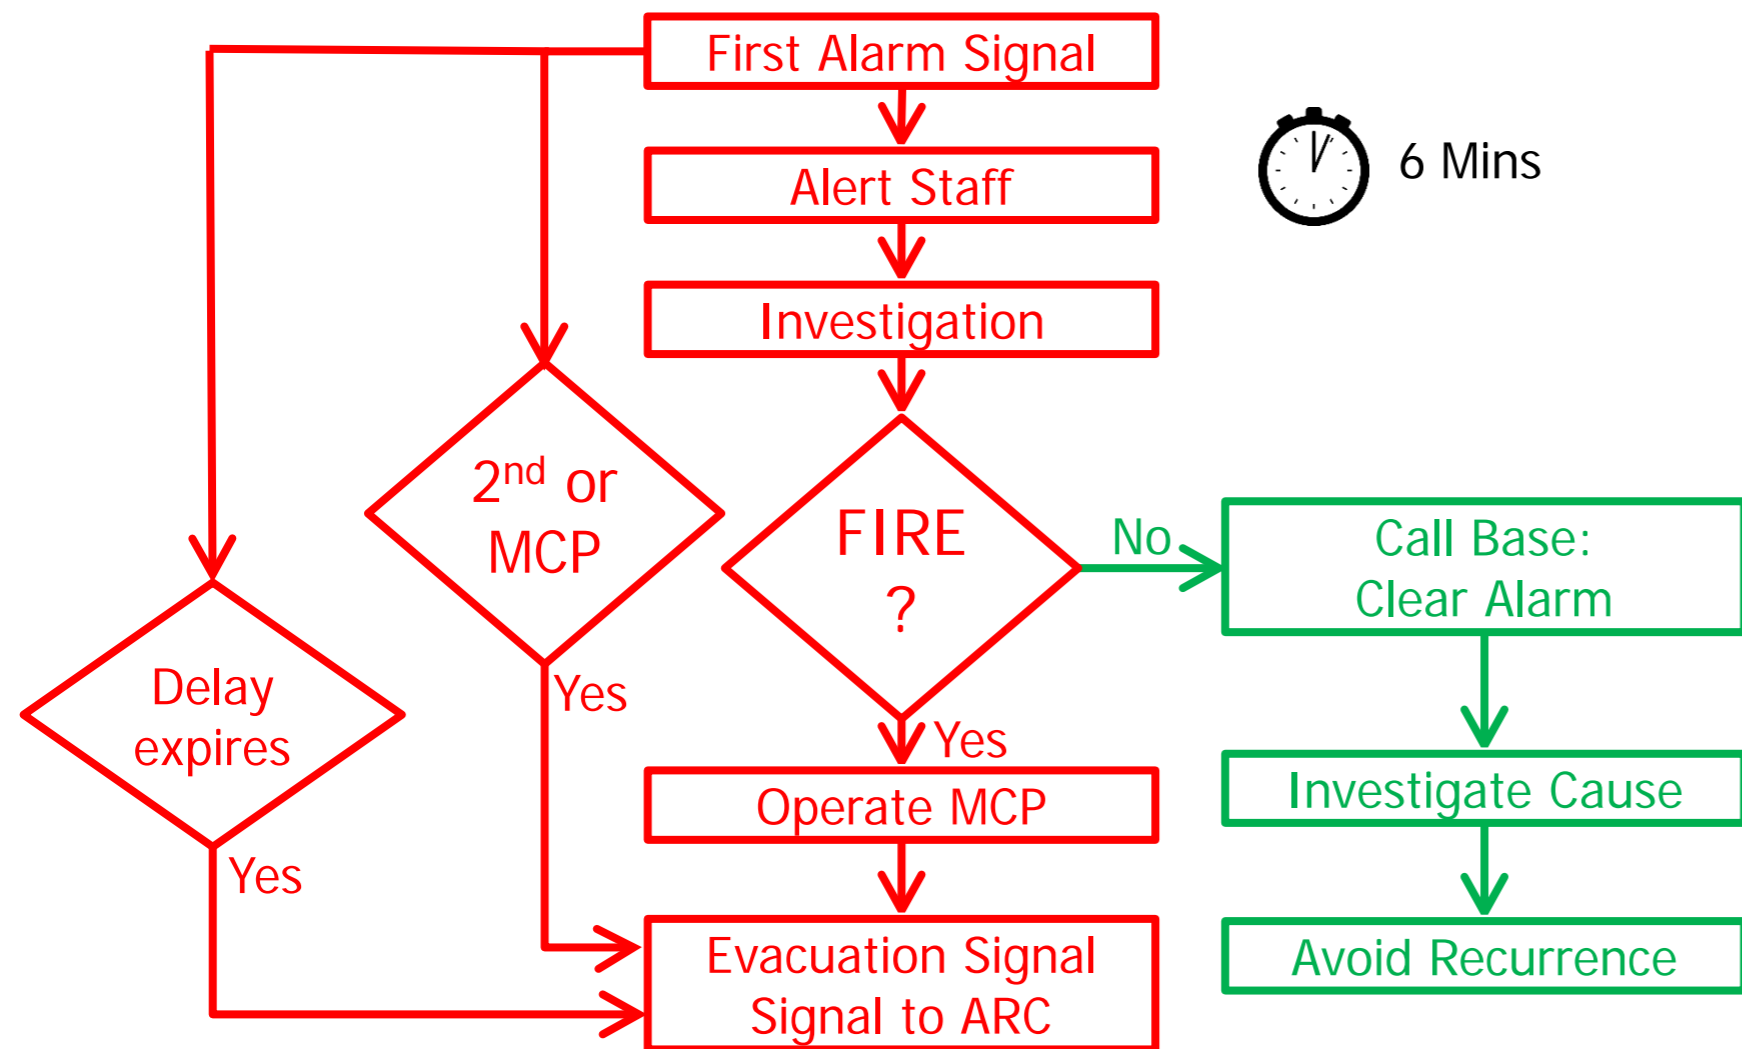 First Alarm Signal
6 Mins
Alert Staff
Investigation
2nd or
MCP
FIRE
?
No
Call Base:
Clear Alarm
Delay
expires
Yes
Yes
Yes
Operate MCP
Investigate Cause
Evacuation Signal
Signal to ARC
Avoid Recurrence